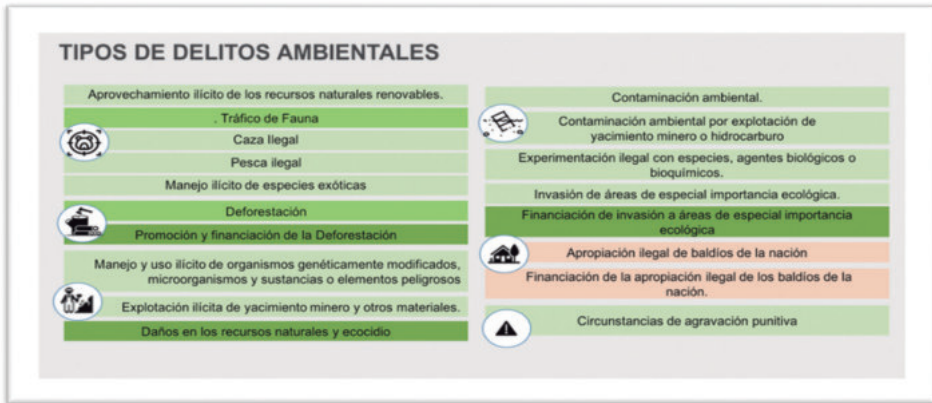 TIPOS DE DELITOS AMBIENTALES
Aprovechamiento ilícito de los recursos naturales renovables.
. Tráfico de Fauna
Caza Ilegal
Pesca ilegal
Manejo ilícito de especies exóticas
Deforestación
Promoción y financiación de la Deforestación
Manejo y uso ilícito de organismos genéticamente modificados,
microorganismos y sustancias o elementos peligrosos
Explotación ilícita de yacimiento minero y otros materiales.
Daños en los recursos naturales y ecocidio
Contaminación ambiental.
Contaminación ambiental por explotación de
yacimiento minero o hidrocarburo
Experimentación ilegal con especies, agentes biológicos o
bioquímicos.
Invasión de áreas de especial importancia ecológica.
Financiación de invasión a áreas de especial importancia
ecológica
Apropiación ilegal de baldíos de la nación
Financiación de la apropiación ilegal de los baldíos de la
nación.
Circunstancias de agravación punitiva